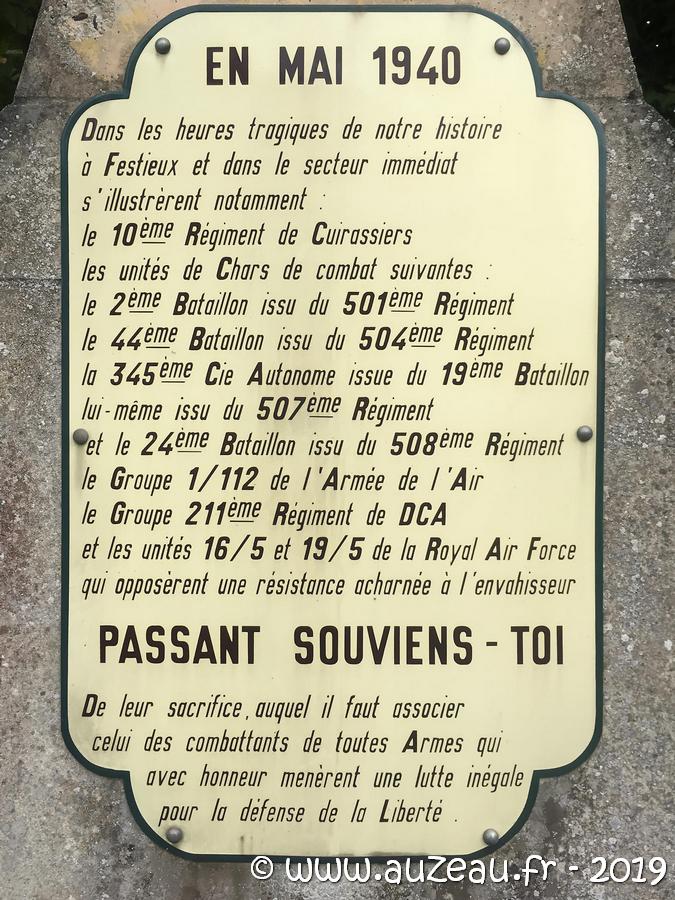 EN MAI 1940
Dans les heures tragiques de notre histoire
à Festieux et dans le secteur immédiat
s'illustrèrent notamment :
le 10ème Régiment de Cuirassiers
les unités de Chars de combat suivantes :
le 2ème Bataillon issu du 501ème Régiment
le 44ème Bataillon issu du 504ème Régiment
la 345ème Cie Autonome issue du 19ème Bataillon
lui-même issu du 507ème Régiment
et le 24ème Bataillon issu du 508ème Régiment
le Groupe 1/112 de l'Armée de l'Air
le Groupe 211ème Régiment de DCA
et les unités 16/5 et 19/5 de la Royal Air Force
qui opposèrent une résistance acharnée à l'envahisseur
PASSANT SOUVIENS - TOI
De leur sacrifice, auquel il faut associer
celui des combattants de toutes Armes qui
avec honneur menèrent une lutte inégale
pour la défense de la Liberté .
© www.auzeau.fr - 2019